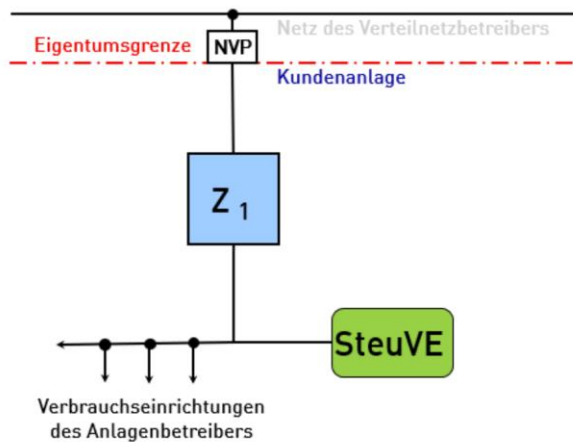 Netz des Verteilnetzbetreibers
Eigentumsgrenze
NVP
Kundenanlage
Z 1
SteuVE
Verbrauchseinrichtungen
des Anlagenbetreibers